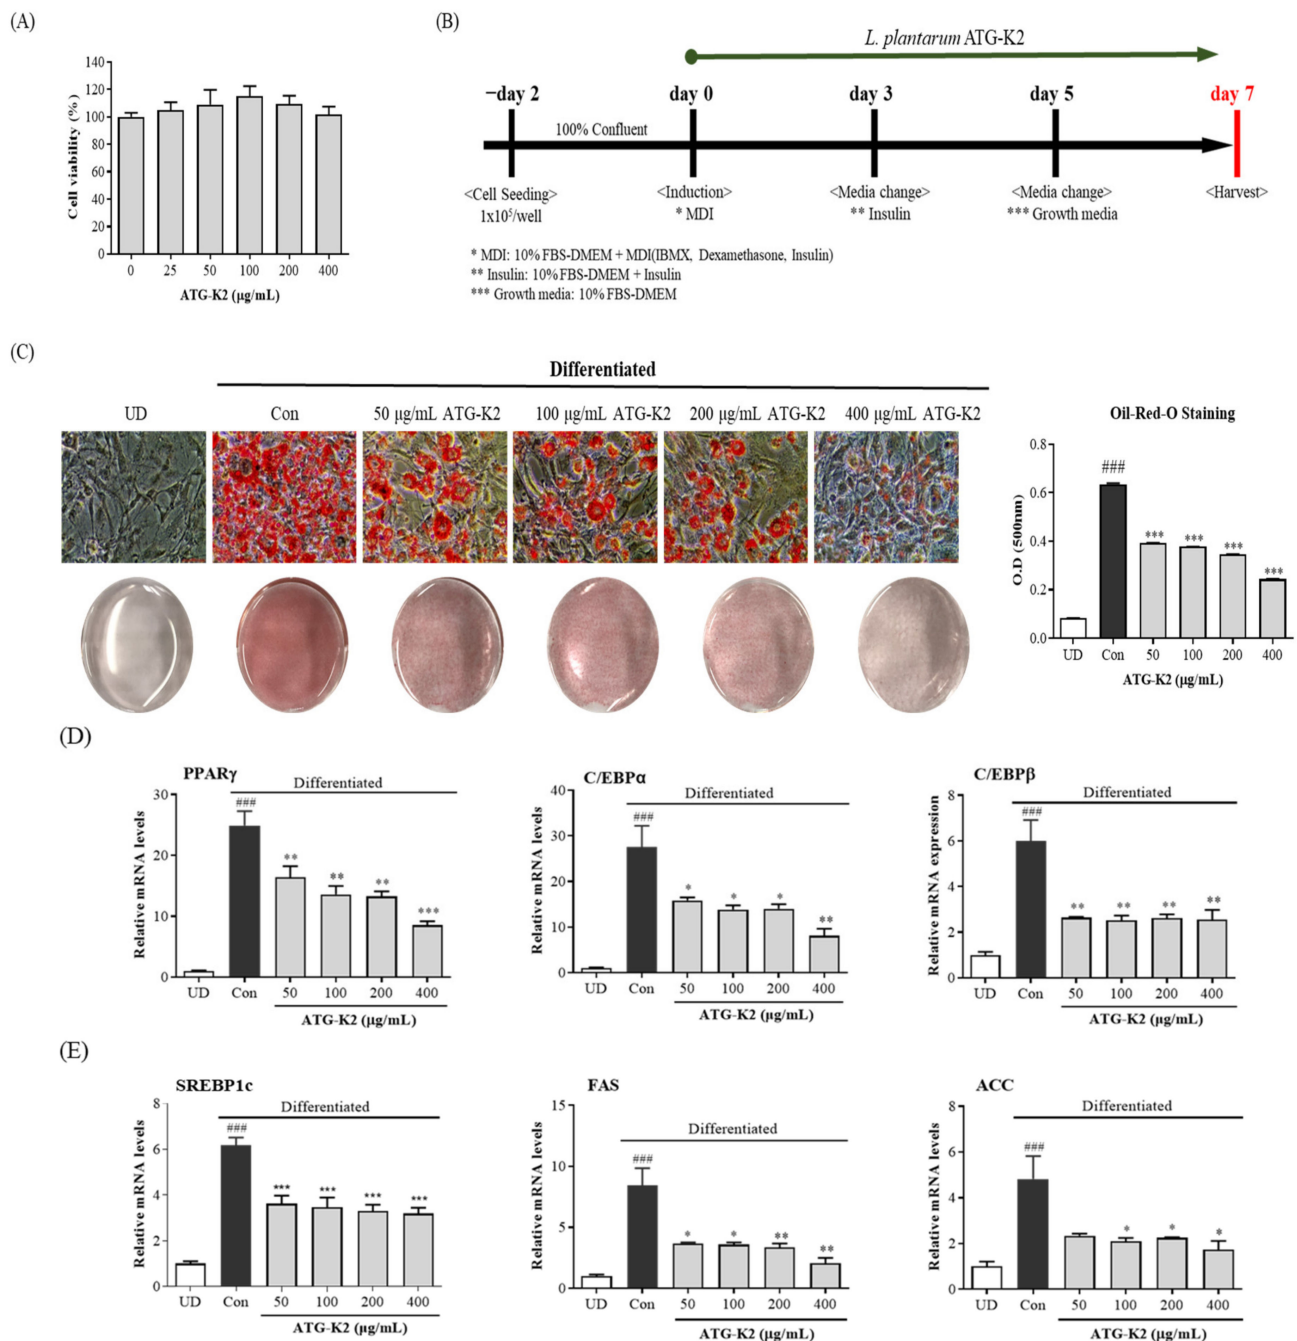 (A)
Cell viability (%)
140
120
100
80
60
40
20
0
0 25 50 100 200 400
ATG-K2 (µg/mL)
(B)
L. plantarum ATG-K2
−day 2 day 0 day 3 day 5 day 7
100% Confluent
<Cell Seeding> <Induction> <Media change> <Media change> <Harvest>
1x10⁵/well * MDI ** Insulin *** Growth media
* MDI: 10% FBS-DMEM + MDI(IBMX, Dexamethasone, Insulin)
** Insulin: 10% FBS-DMEM + Insulin
*** Growth media: 10% FBS-DMEM
(C)
Differentiated
UD Con 50 µg/mL ATG-K2 100 µg/mL ATG-K2 200 µg/mL ATG-K2 400 µg/mL ATG-K2
Oil-Red-O Staining
O.D (500nm)
0.8
0.6
0.4
0.2
0.0
###
***
***
***
***
UD Con 50 100 200 400
ATG-K2 (µg/mL)
(D)
PPARγ
Differentiated
Relative mRNA levels
30
20
10
0
###
**
**
**
***
UD Con 50 100 200 400
ATG-K2 (µg/mL)
C/EBPα
Differentiated
Relative mRNA levels
40
30
20
10
0
###
*
*
*
**
UD Con 50 100 200 400
ATG-K2 (µg/mL)
C/EBPβ
Differentiated
Relative mRNA expression
8
6
4
2
0
###
**
**
**
**
UD Con 50 100 200 400
ATG-K2 (µg/mL)
(E)
SREBP1c
Differentiated
Relative mRNA levels
8
6
4
2
0
###
***
***
***
***
UD Con 50 100 200 400
ATG-K2 (µg/mL)
FAS
Differentiated
Relative mRNA levels
15
10
5
0
###
*
*
**
**
UD Con 50 100 200 400
ATG-K2 (µg/mL)
ACC
Differentiated
Relative mRNA levels
8
6
4
2
0
###
*
*
*
UD Con 50 100 200 400
ATG-K2 (µg/mL)